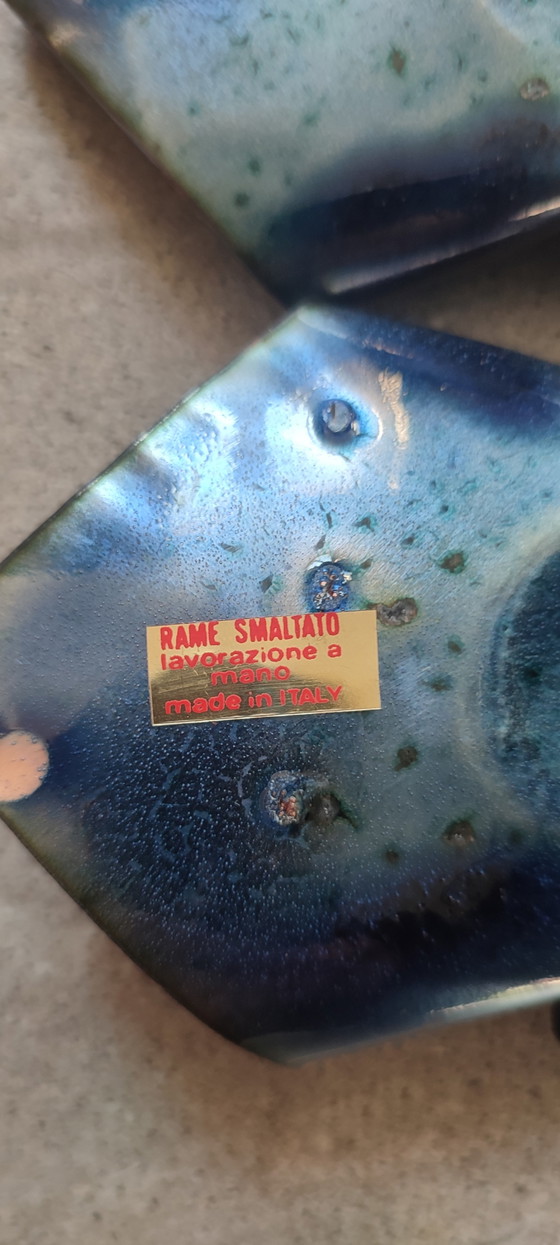 RAME SMALTATO
lavorazione a
mano
made in ITALY